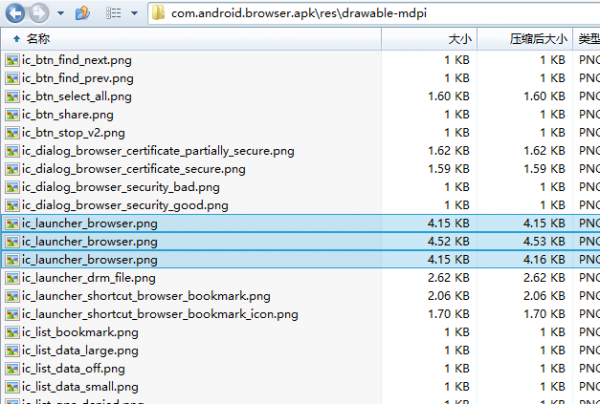 com.android.browser.apk\res\drawable-mdpi
名称 大小 压缩后大小 类型
ic_btn_find_next.png 1 KB 1 KB PNG
ic_btn_find_prev.png 1 KB 1 KB PNG
ic_btn_select_all.png 1.60 KB 1.60 KB PNG
ic_btn_share.png 1 KB 1 KB PNG
ic_btn_stop_v2.png 1 KB 1 KB PNG
ic_dialog_browser_certificate_partially_secure.png 1.62 KB 1.62 KB PNG
ic_dialog_browser_certificate_secure.png 1.59 KB 1.59 KB PNG
ic_dialog_browser_security_bad.png 1 KB 1 KB PNG
ic_dialog_browser_security_good.png 1 KB 1 KB PNG
ic_launcher_browser.png 4.15 KB 4.15 KB PNG
ic_launcher_browser.png 4.52 KB 4.53 KB PNG
ic_launcher_browser.png 4.15 KB 4.16 KB PNG
ic_launcher_drm_file.png 2.62 KB 2.62 KB PNG
ic_launcher_shortcut_browser_bookmark.png 2.06 KB 2.06 KB PNG
ic_launcher_shortcut_browser_bookmark_icon.png 1.70 KB 1.70 KB PNG
ic_list_bookmark.png 1 KB 1 KB PNG
ic_list_data_large.png 1 KB 1 KB PNG
ic_list_data_off.png 1 KB 1 KB PNG
ic_list_data_small.png 1 KB 1 KB PNG